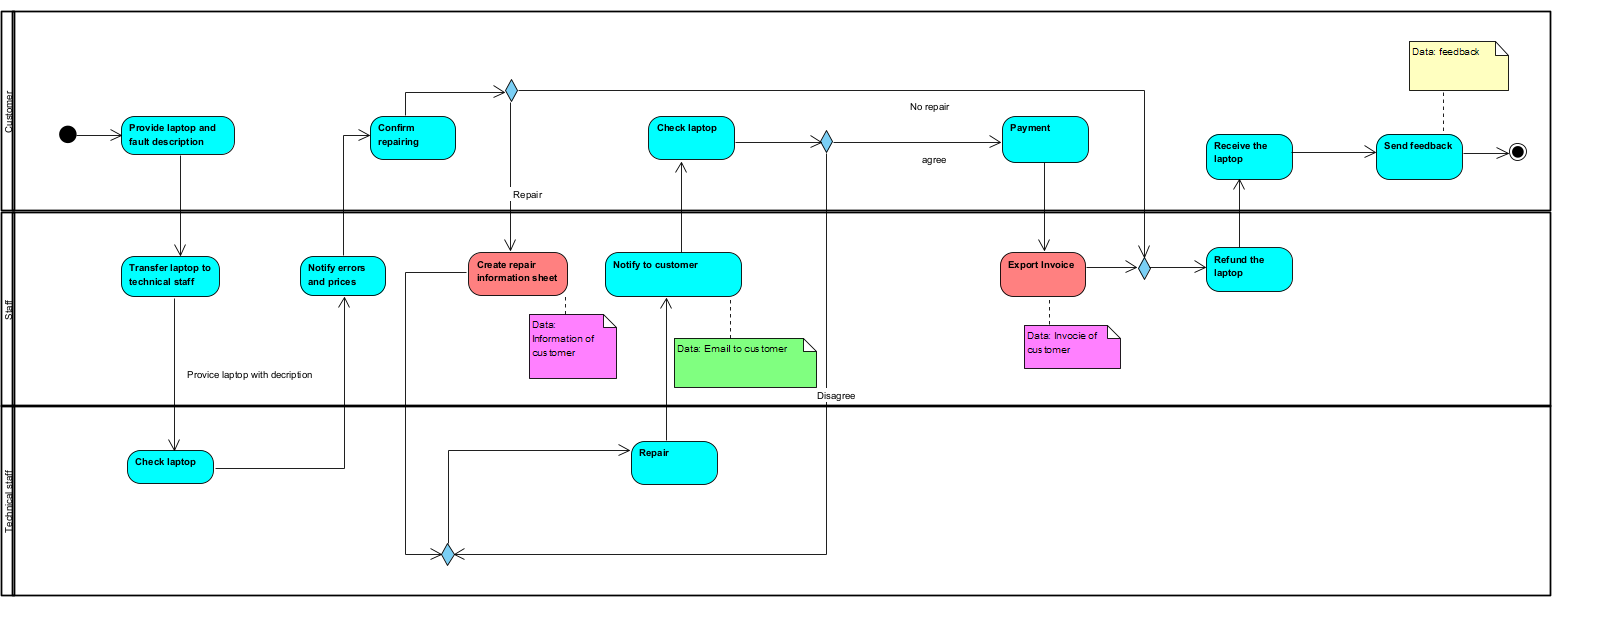 Customer
Data: feedback
No repair
Provide laptop and
fault description
Confirm
repairing
Check laptop
Payment
agree
Receive the
laptop
Send feedback
Repair
Staff
Transfer laptop to
technical staff
Notify errors
and prices
Create repair
information sheet
Notify to customer
Export Invoice
Refund the
laptop
Data:
Information of
customer
Data: Email to customer
Data: Invocie of
customer
Provice laptop with decription
Disagree
Technical staff
Check laptop
Repair